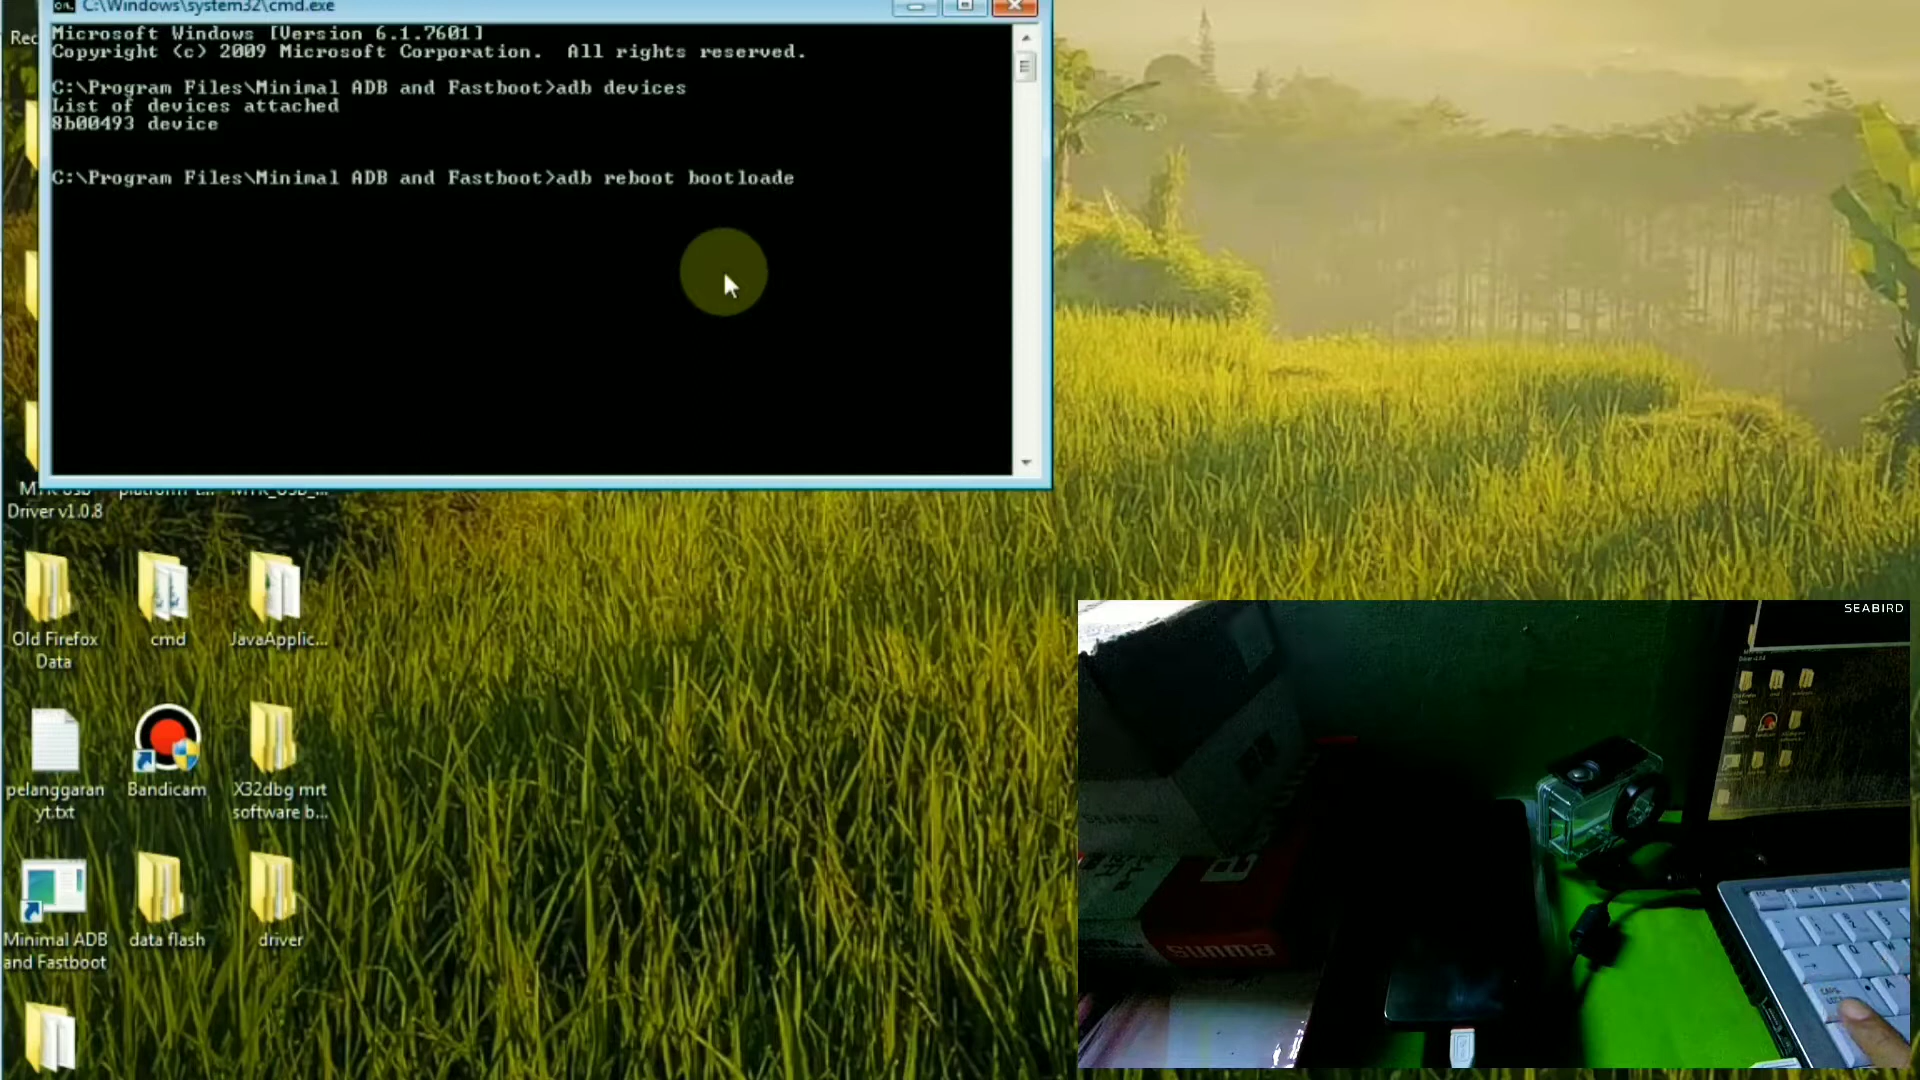 C:\Windows\system32\cmd.exe
Microsoft Windows [Version 6.1.7601]
Copyright (c) 2009 Microsoft Corporation.  All rights reserved.
C:\Program Files\Minimal ADB and Fastboot>adb devices
List of devices attached
8b00493 device
C:\Program Files\Minimal ADB and Fastboot>adb reboot bootloade
Rec
Driver v1.0.8
Old Firefox
Data
cmd
JavaApplic...
pelanggaran
yt.txt
Bandicam
X32dbg mrt
software b...
Minimal ADB
and Fastboot
data flash
driver
SEABIRD
sunma